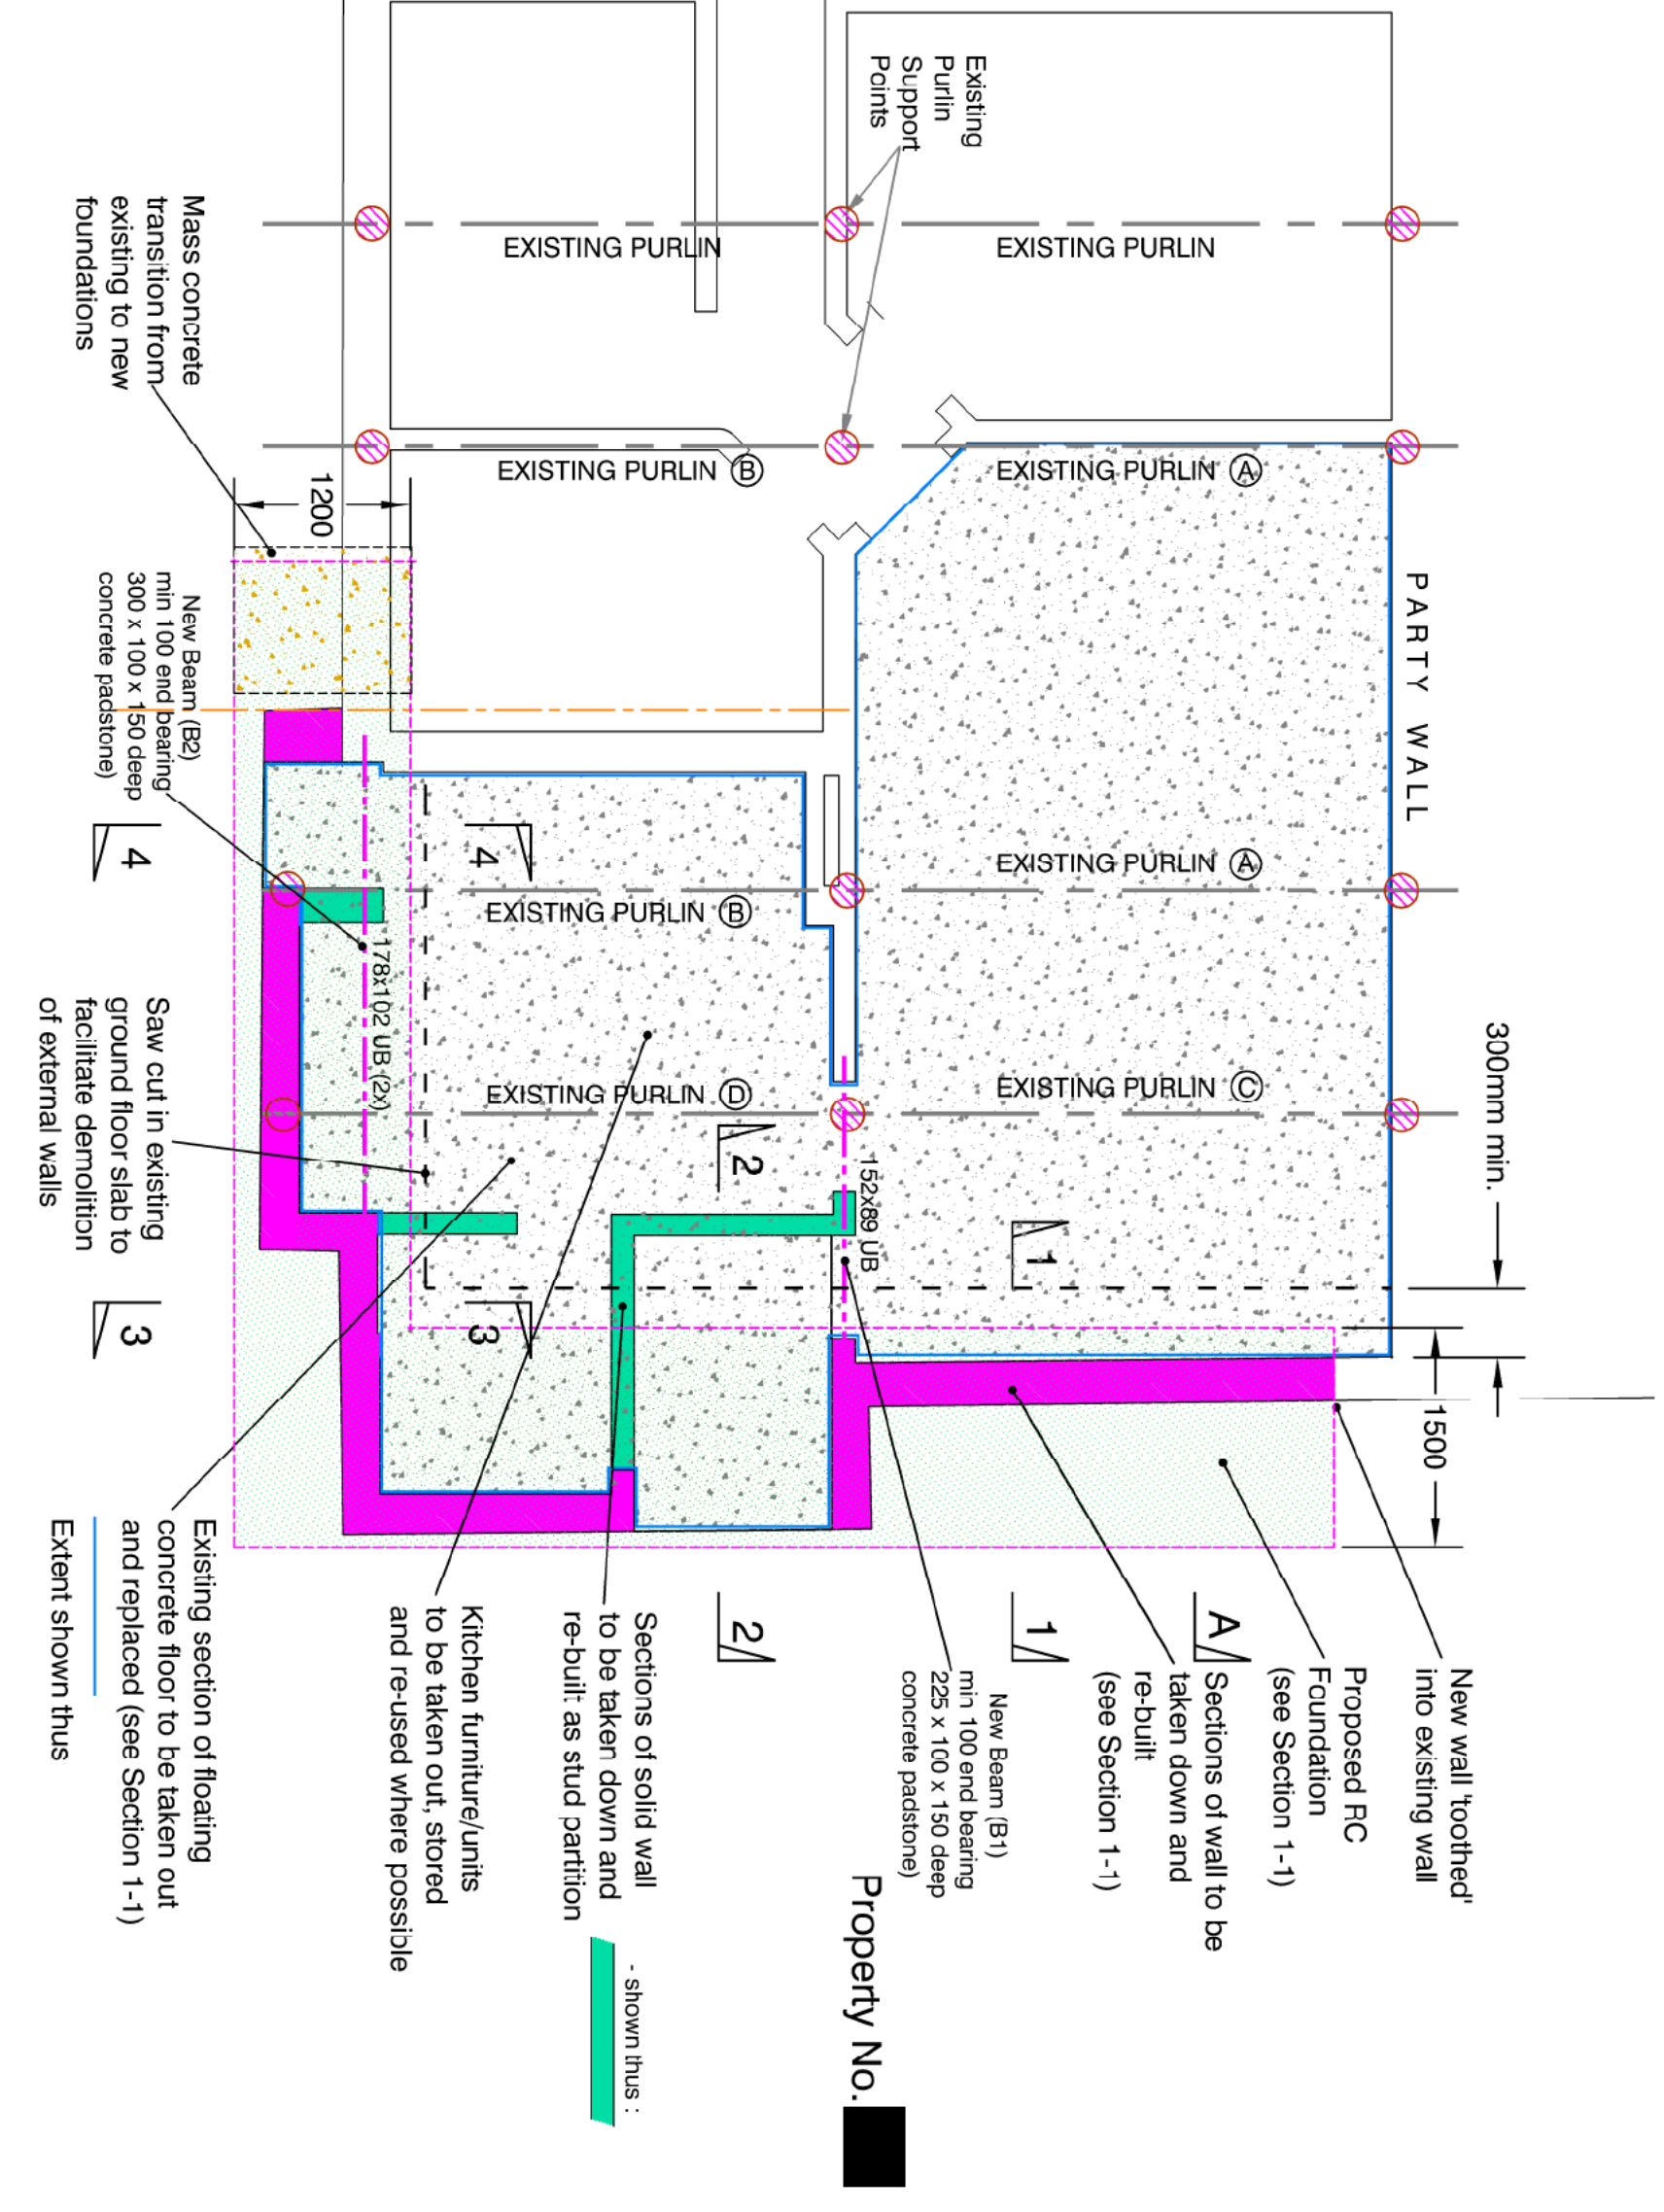 Existing
Purlin
Support
Points
EXISTING PURLIN
EXISTING PURLIN
Mass concrete
transition from
existing to new
foundations
EXISTING PURLIN B
EXISTING PURLIN A
1200
PARTY WALL
New Beam (B2)
min 100 end bearing
300 x 100 x 150 deep
concrete padstone)
4
4
EXISTING PURLIN B
EXISTING PURLIN A
178x102 UB (2x)
Saw cut in existing
ground floor slab to
facilitate demolition
of external walls
EXISTING PURLIN D
EXISTING PURLIN C
300mm min.
2
152x89 UB
1
3
3
1500
Existing section of floating
concrete floor to be taken out
and replaced (see Section 1-1)
Extent shown thus
Kitchen furniture/units
to be taken out, stored
and re-used where possible
Sections of solid wall
to be taken down and
re-built as stud partition
- shown thus :
2
1
A
New Beam (B1)
min 100 end bearing
225 x 100 x 150 deep
concrete padstone)
Sections of wall to be
taken down and
re-built
(see Section 1-1)
Proposed RC
Foundation
(see Section 1-1)
New wall 'toothed'
into existing wall
Property No.